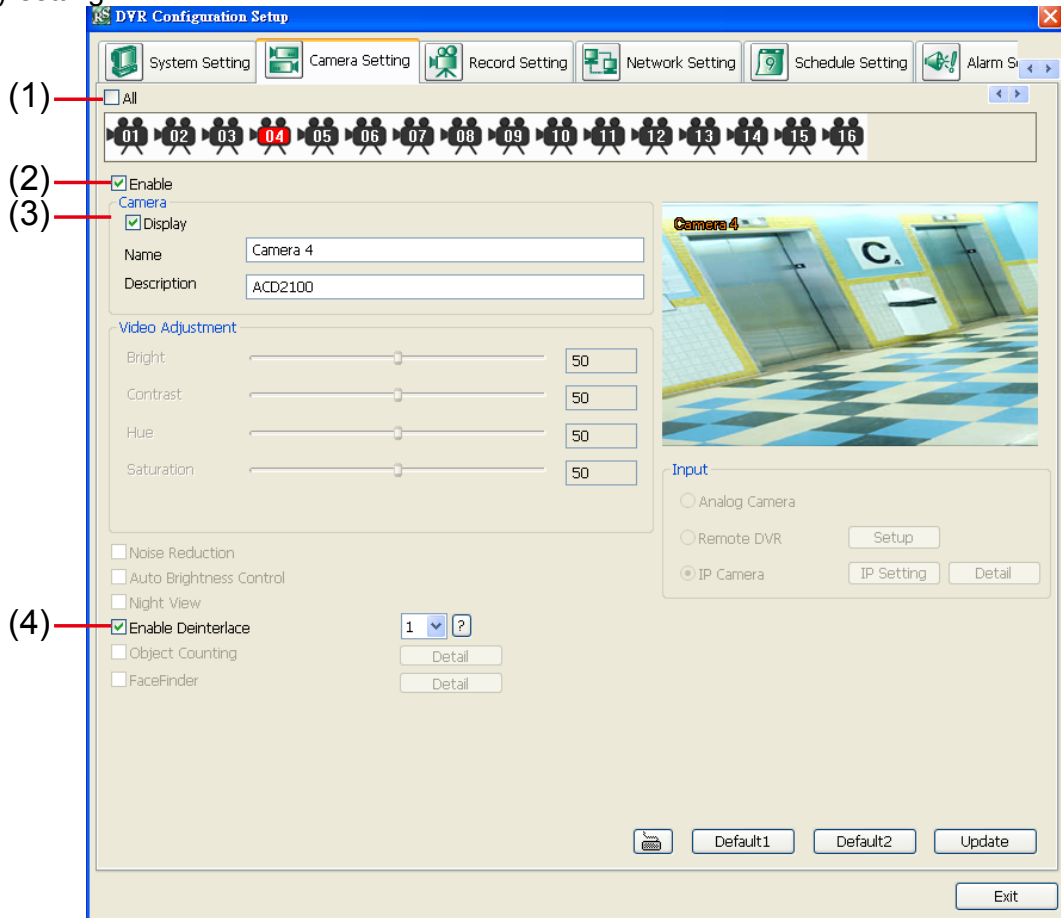 DVR Configuration Setup
System Setting Camera Setting Record Setting Network Setting Schedule Setting Alarm
(1) All
01 02 03 04 05 06 07 08 09 10 11 12 13 14 15 16
(2) Enable
(3) Camera
Display
Name Camera 4
Description ACD2100
Camera 4
C
Video Adjustment
Bright 50
Contrast 50
Hue 50
Saturation 50
Input
Analog Camera
Remote DVR Setup
IP Camera IP Setting Detail
Noise Reduction
Auto Brightness Control
Night View
(4) Enable Deinterlace 1 ?
Object Counting Detail
FaceFinder Detail
Default1 Default2 Update
Exit